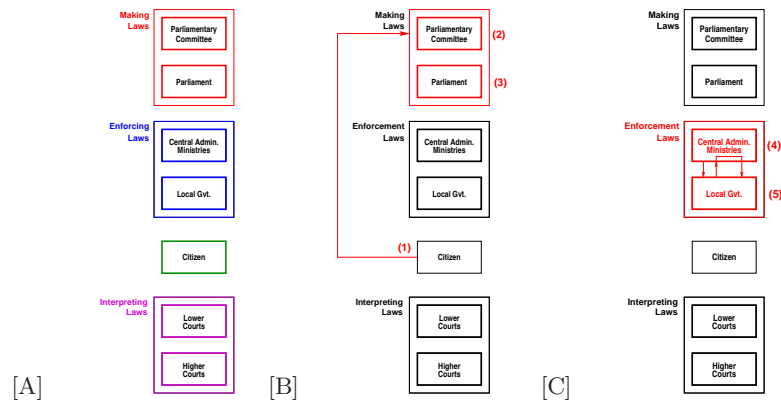 Making
Laws
Parliamentary
Committee
Parliament
Enforcing
Laws
Central Admin.
Ministries
Local Gvt.
Citizen
Interpreting
Laws
Lower
Courts
Higher
Courts
[A]
Making
Laws
Parliamentary
Committee
(2)
Parliament
(3)
Enforcement
Laws
Central Admin.
Ministries
Local Gvt.
(1)
Citizen
Interpreting
Laws
Lower
Courts
Higher
Courts
[B]
Making
Laws
Parliamentary
Committee
Parliament
Enforcement
Laws
Central Admin.
Ministries
(4)
Local Gvt.
(5)
Citizen
Interpreting
Laws
Lower
Courts
Higher
Courts
[C]